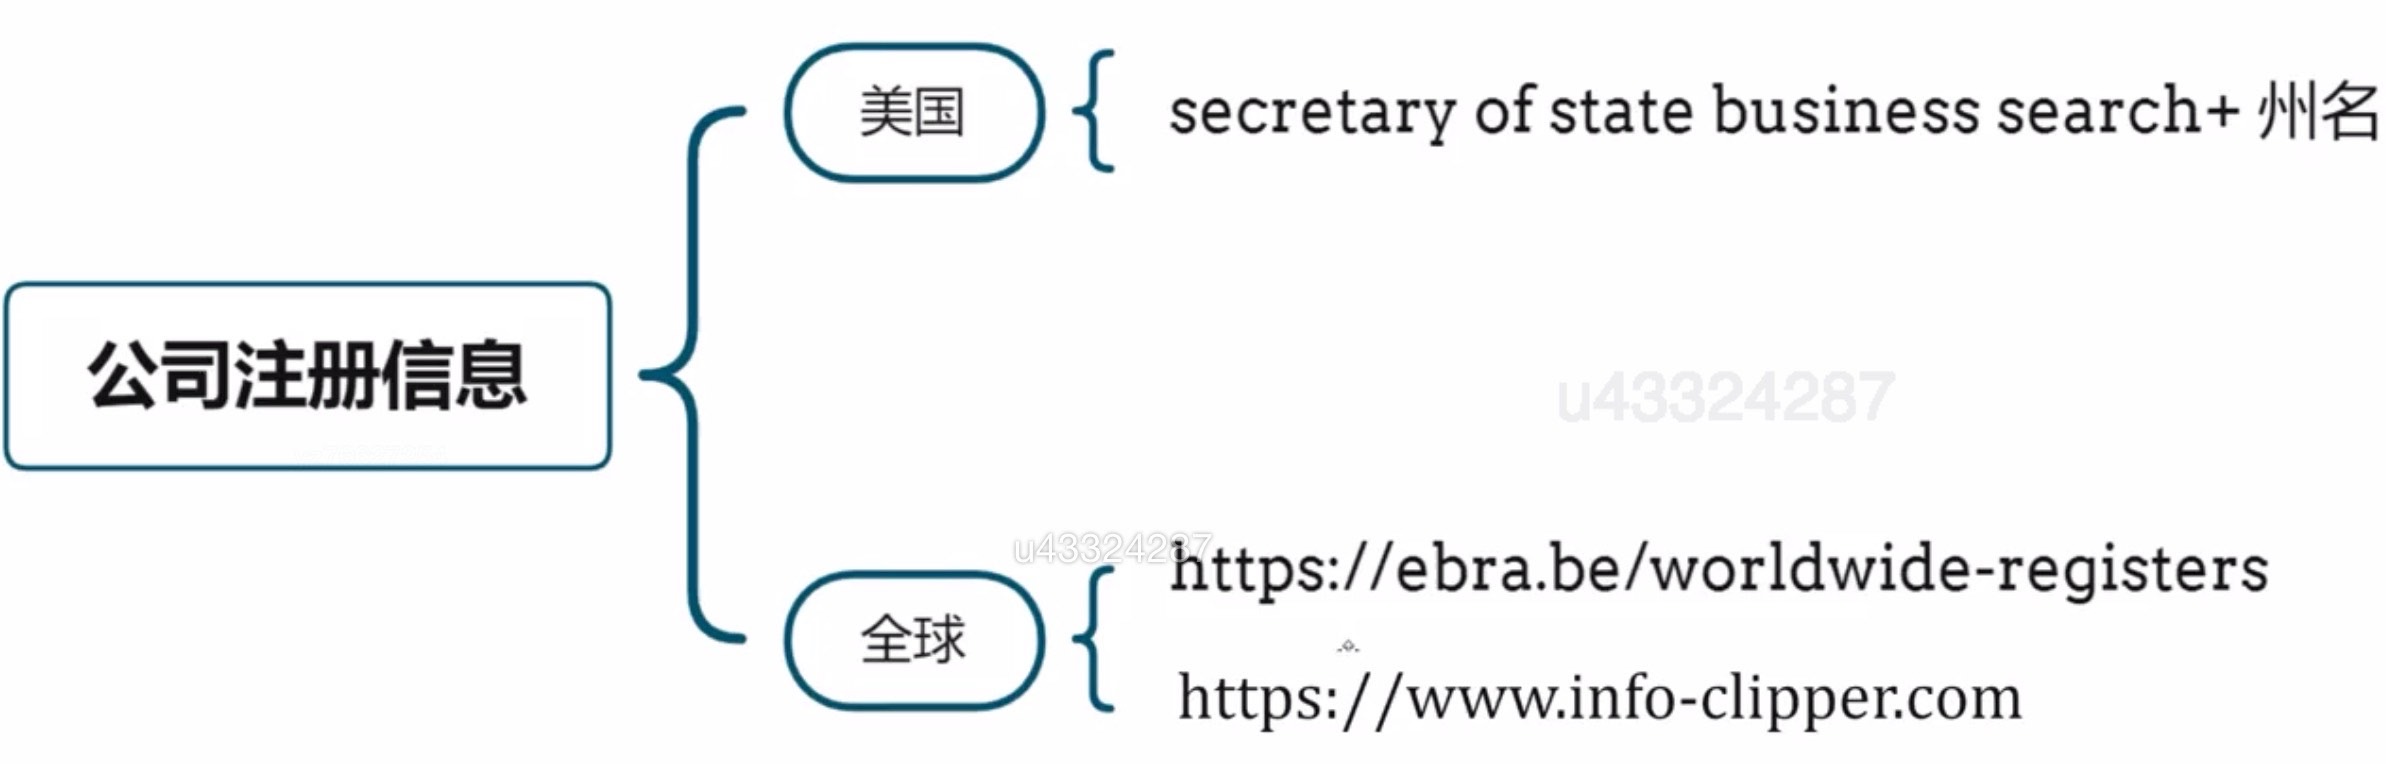 美国
secretary of state business search+ 州名
公司注册信息
u43324287
u43324287
https://ebra.be/worldwide-registers
全球
https://www.info-clipper.com